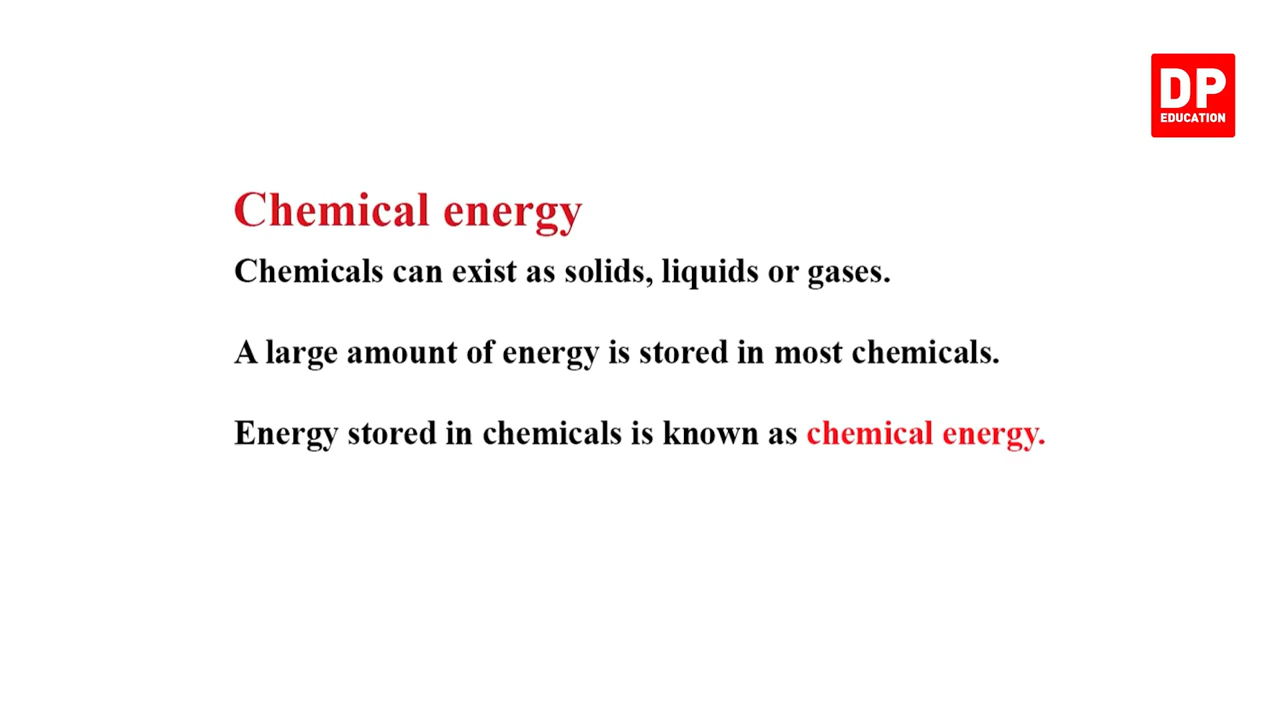 DP
EDUCATION
Chemical energy
Chemicals can exist as solids, liquids or gases.
A large amount of energy is stored in most chemicals.
Energy stored in chemicals is known as chemical energy.